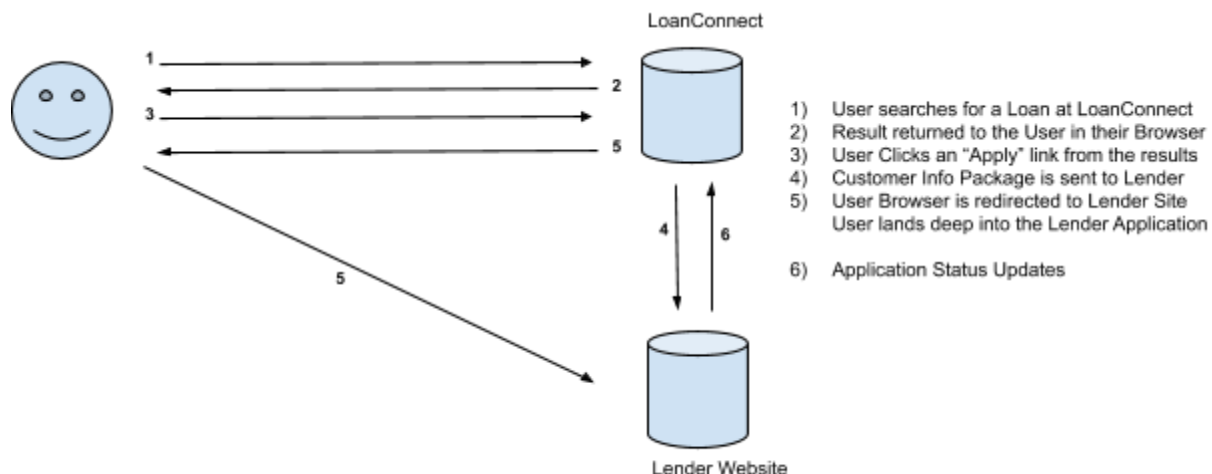 LoanConnect
1
2
3
5
4
6
5
Lender Website
1) User searches for a Loan at LoanConnect
2) Result returned to the User in their Browser
3) User Clicks an “Apply” link from the results
4) Customer Info Package is sent to Lender
5) User Browser is redirected to Lender Site
User lands deep into the Lender Application
6) Application Status Updates